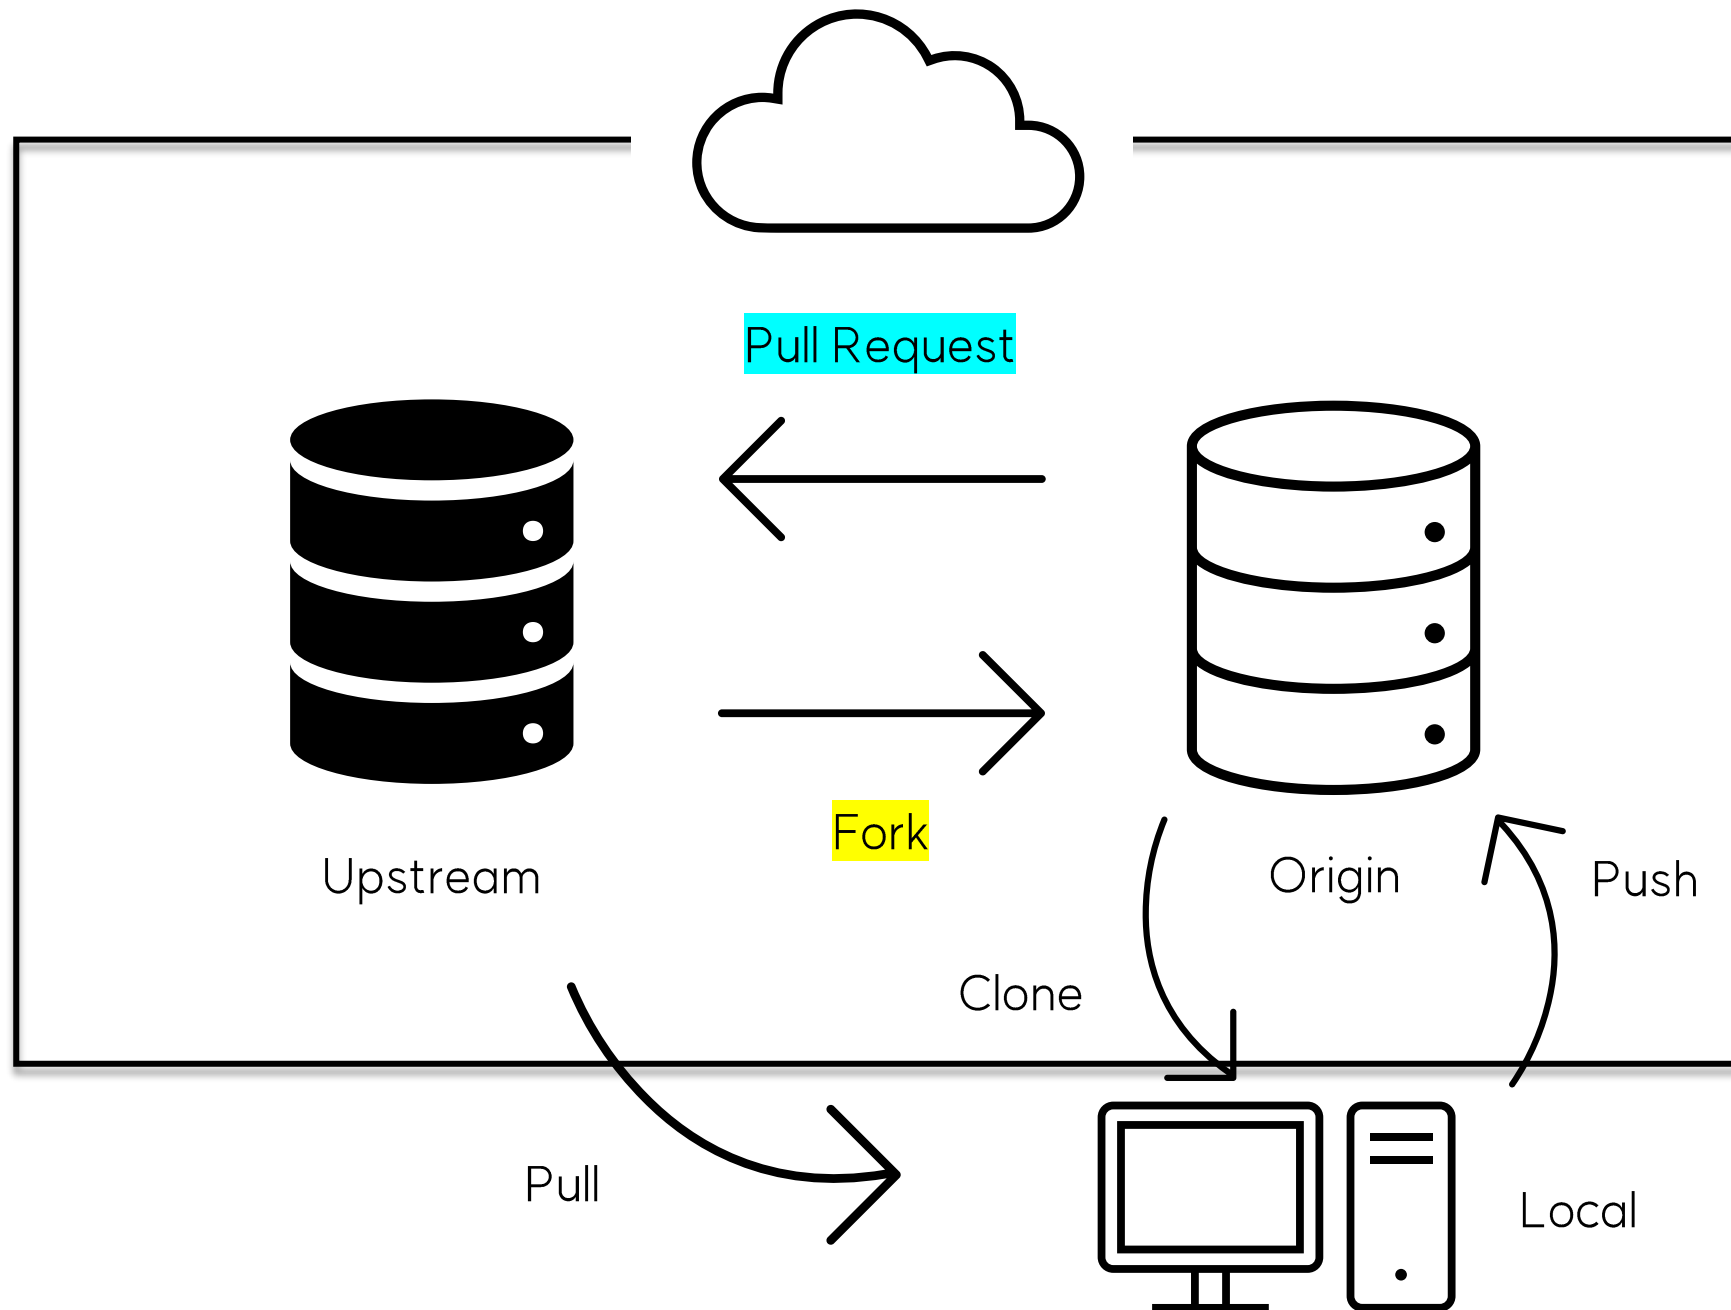 Pull Request
Fork
Upstream
Origin
Push
Clone
Pull
Local